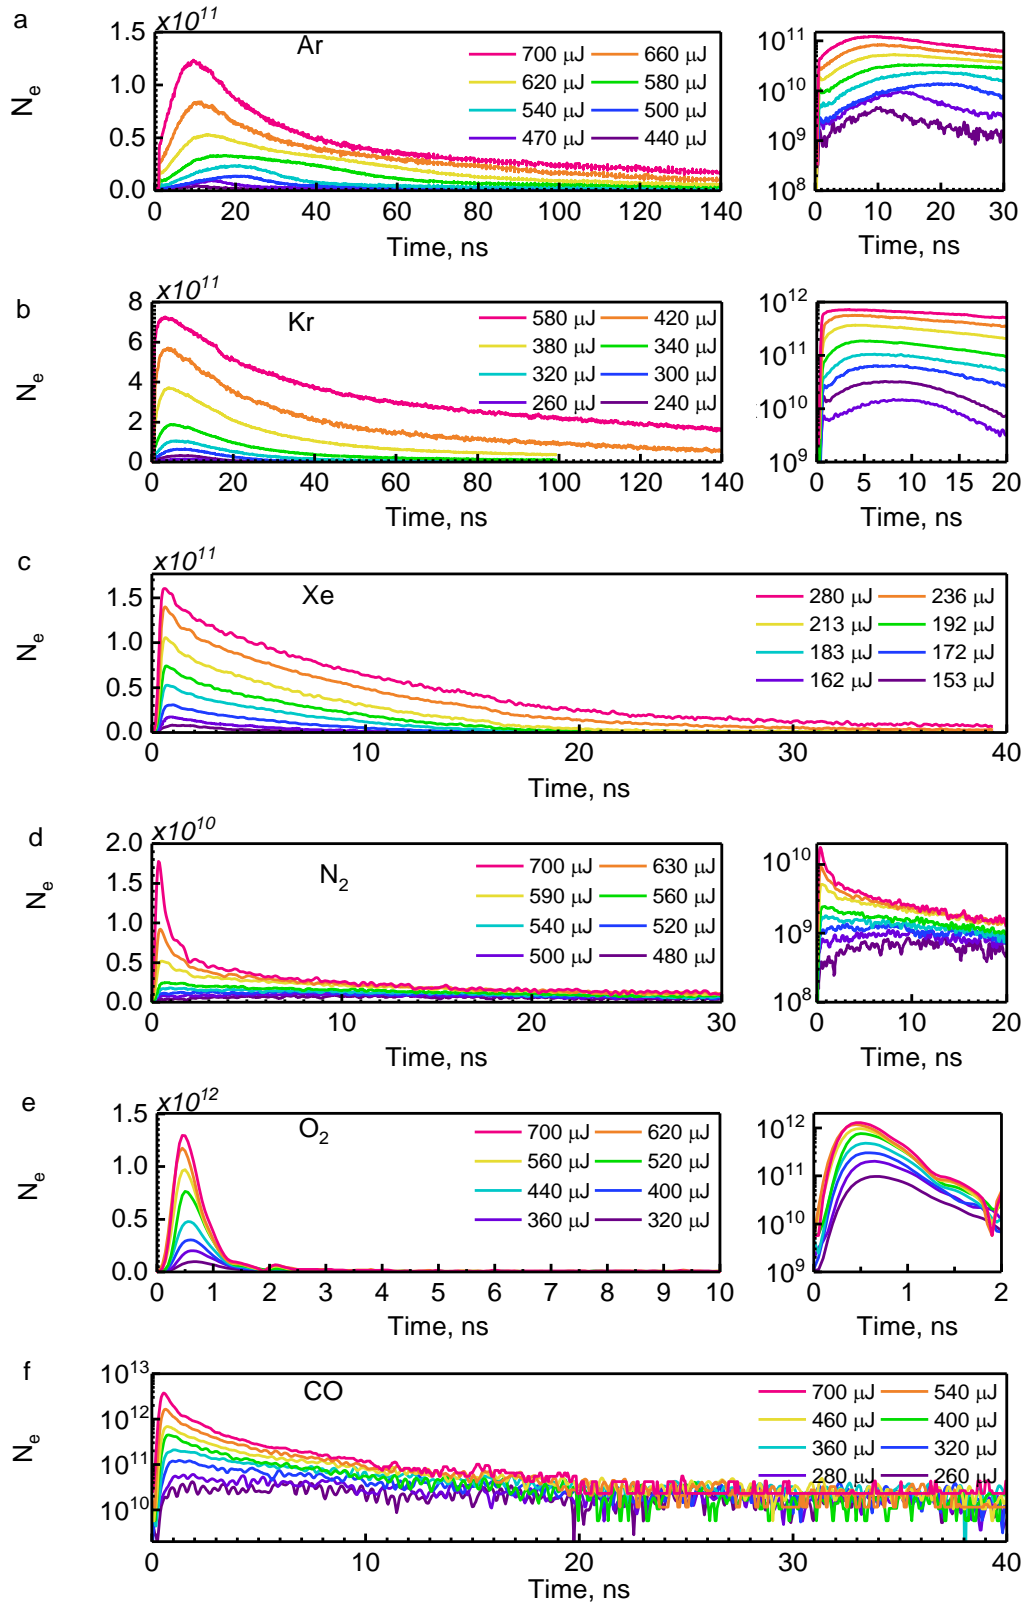 a
x10^11
Ar
700 μJ 660 μJ
620 μJ 580 μJ
540 μJ 500 μJ
470 μJ 440 μJ
N_e
1.5
1.0
0.5
0.0
0 20 40 60 80 100 120 140
Time, ns
10^11
10^10
10^9
10^8
0 10 20 30
Time, ns
b
x10^11
Kr
580 μJ 420 μJ
380 μJ 340 μJ
320 μJ 300 μJ
260 μJ 240 μJ
N_e
8
6
4
2
0
0 20 40 60 80 100 120 140
Time, ns
10^12
10^11
10^10
10^9
0 5 10 15 20
Time, ns
c
x10^11
Xe
280 μJ 236 μJ
213 μJ 192 μJ
183 μJ 172 μJ
162 μJ 153 μJ
N_e
1.5
1.0
0.5
0.0
0 10 20 30 40
Time, ns
d
x10^10
N_2
700 μJ 630 μJ
590 μJ 560 μJ
540 μJ 520 μJ
500 μJ 480 μJ
N_e
2.0
1.5
1.0
0.5
0.0
0 10 20 30
Time, ns
10^10
10^9
10^8
0 10 20
Time, ns
e
x10^12
O_2
700 μJ 620 μJ
560 μJ 520 μJ
440 μJ 400 μJ
360 μJ 320 μJ
N_e
1.5
1.0
0.5
0.0
0 1 2 3 4 5 6 7 8 9 10
Time, ns
10^12
10^11
10^10
10^9
0 1 2
Time, ns
f
CO
700 μJ 540 μJ
460 μJ 400 μJ
360 μJ 320 μJ
280 μJ 260 μJ
N_e
10^13
10^12
10^11
10^10
0 10 20 30 40
Time, ns